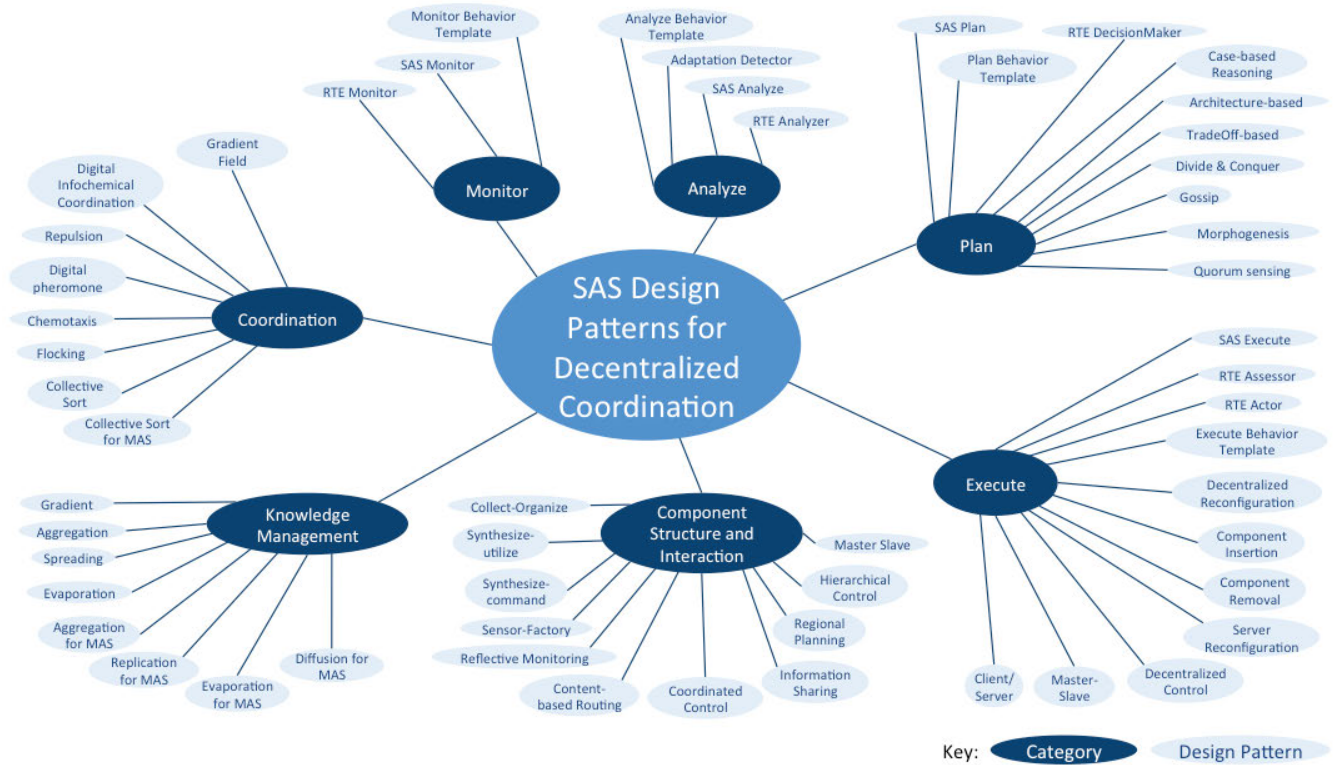 SAS Design
Patterns for
Decentralized
Coordination
Monitor
Monitor Behavior
Template
SAS Monitor
RTE Monitor
Analyze
Analyze Behavior
Template
Adaptation Detector
SAS Analyze
RTE Analyzer
Plan
SAS Plan
Plan Behavior
Template
RTE DecisionMaker
Case-based
Reasoning
Architecture-based
TradeOff-based
Divide & Conquer
Gossip
Morphogenesis
Quorum sensing
Coordination
Gradient
Field
Digital
Infochemical
Coordination
Repulsion
Digital
pheromone
Chemotaxis
Flocking
Collective
Sort
Collective Sort
for MAS
Execute
SAS Execute
RTE Assessor
RTE Actor
Execute Behavior
Template
Decentralized
Reconfiguration
Component
Insertion
Component
Removal
Server
Reconfiguration
Decentralized
Control
Master-
Slave
Client/
Server
Knowledge
Management
Gradient
Aggregation
Spreading
Evaporation
Aggregation
for MAS
Replication
for MAS
Evaporation
for MAS
Diffusion for
MAS
Component
Structure and
Interaction
Collect-Organize
Synthesize-
utilize
Synthesize-
command
Sensor-Factory
Reflective Monitoring
Content-
based Routing
Coordinated
Control
Information
Sharing
Regional
Planning
Hierarchical
Control
Master Slave
Key:
Category
Design Pattern